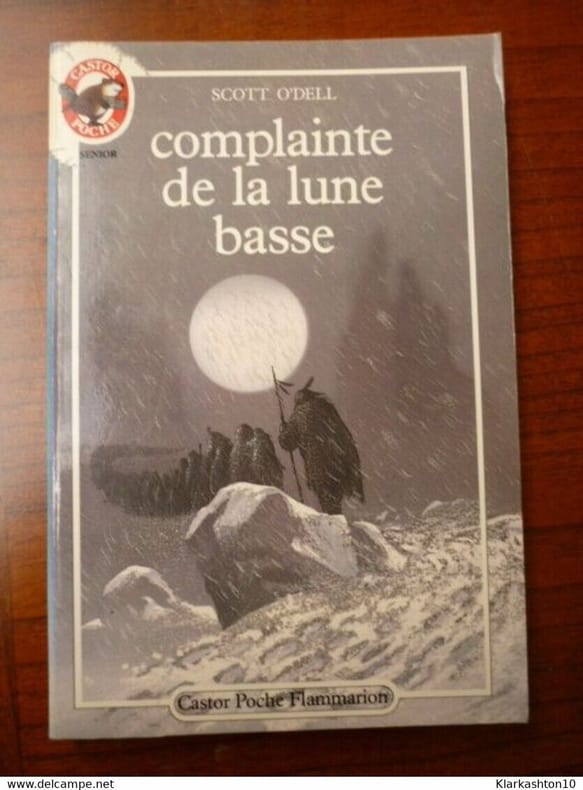 CASTOR
POCHE
SENIOR
SCOTT O'DELL
complainte
de la lune
basse
Castor Poche Flammarion
www.delcampe.net
Klarkashton10